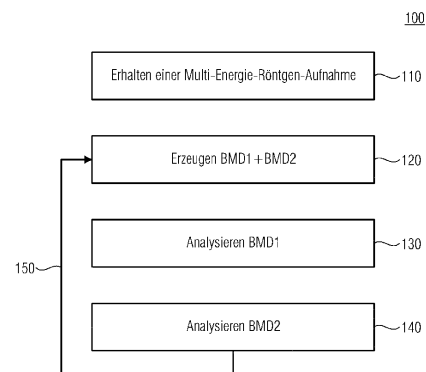 100
Erhalten einer Multi-Energie-Röntgen-Aufnahme 110
Erzeugen BMD1+BMD2 120
Analysieren BMD1 130
150
Analysieren BMD2 140